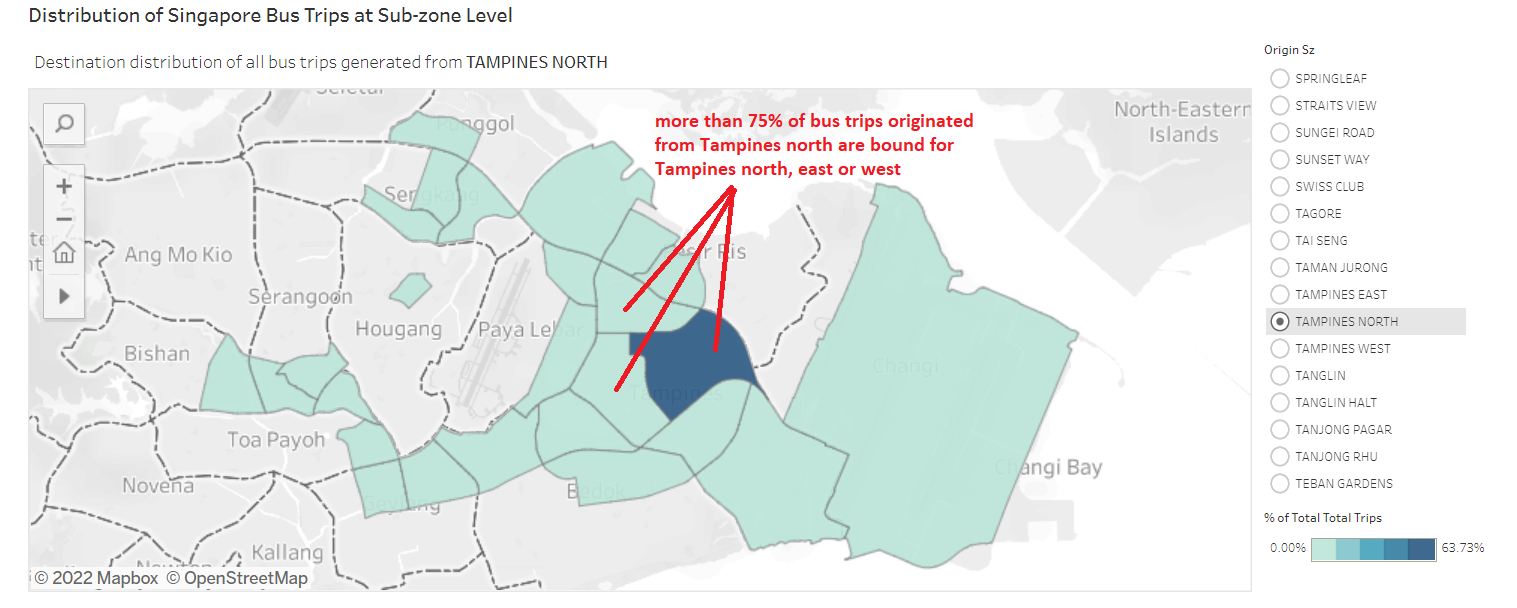 Distribution of Singapore Bus Trips at Sub-zone Level
Destination distribution of all bus trips generated from TAMPINES NORTH
Origin Sz
SPRINGLEAF
STRAITS VIEW
SUNGEI ROAD
SUNSET WAY
SWISS CLUB
TAGORE
TAI SENG
TAMAN JURONG
TAMPINES EAST
TAMPINES NORTH
TAMPINES WEST
TANGLIN
TANGLIN HALT
TANJONG PAGAR
TANJONG RHU
TEBAN GARDENS
% of Total Total Trips
0.00%
63.73%
more than 75% of bus trips originated
from Tampines north are bound for
Tampines north, east or west
North-Eastern
Islands
Punggol
Sengkang
Ang Mo Kio
Serangoon
Hougang
Paya Lebar
Bishan
Changi
Tampines
Toa Payoh
Changi Bay
Novena
Bedok
Geylang
Kallang
© 2022 Mapbox © OpenStreetMap